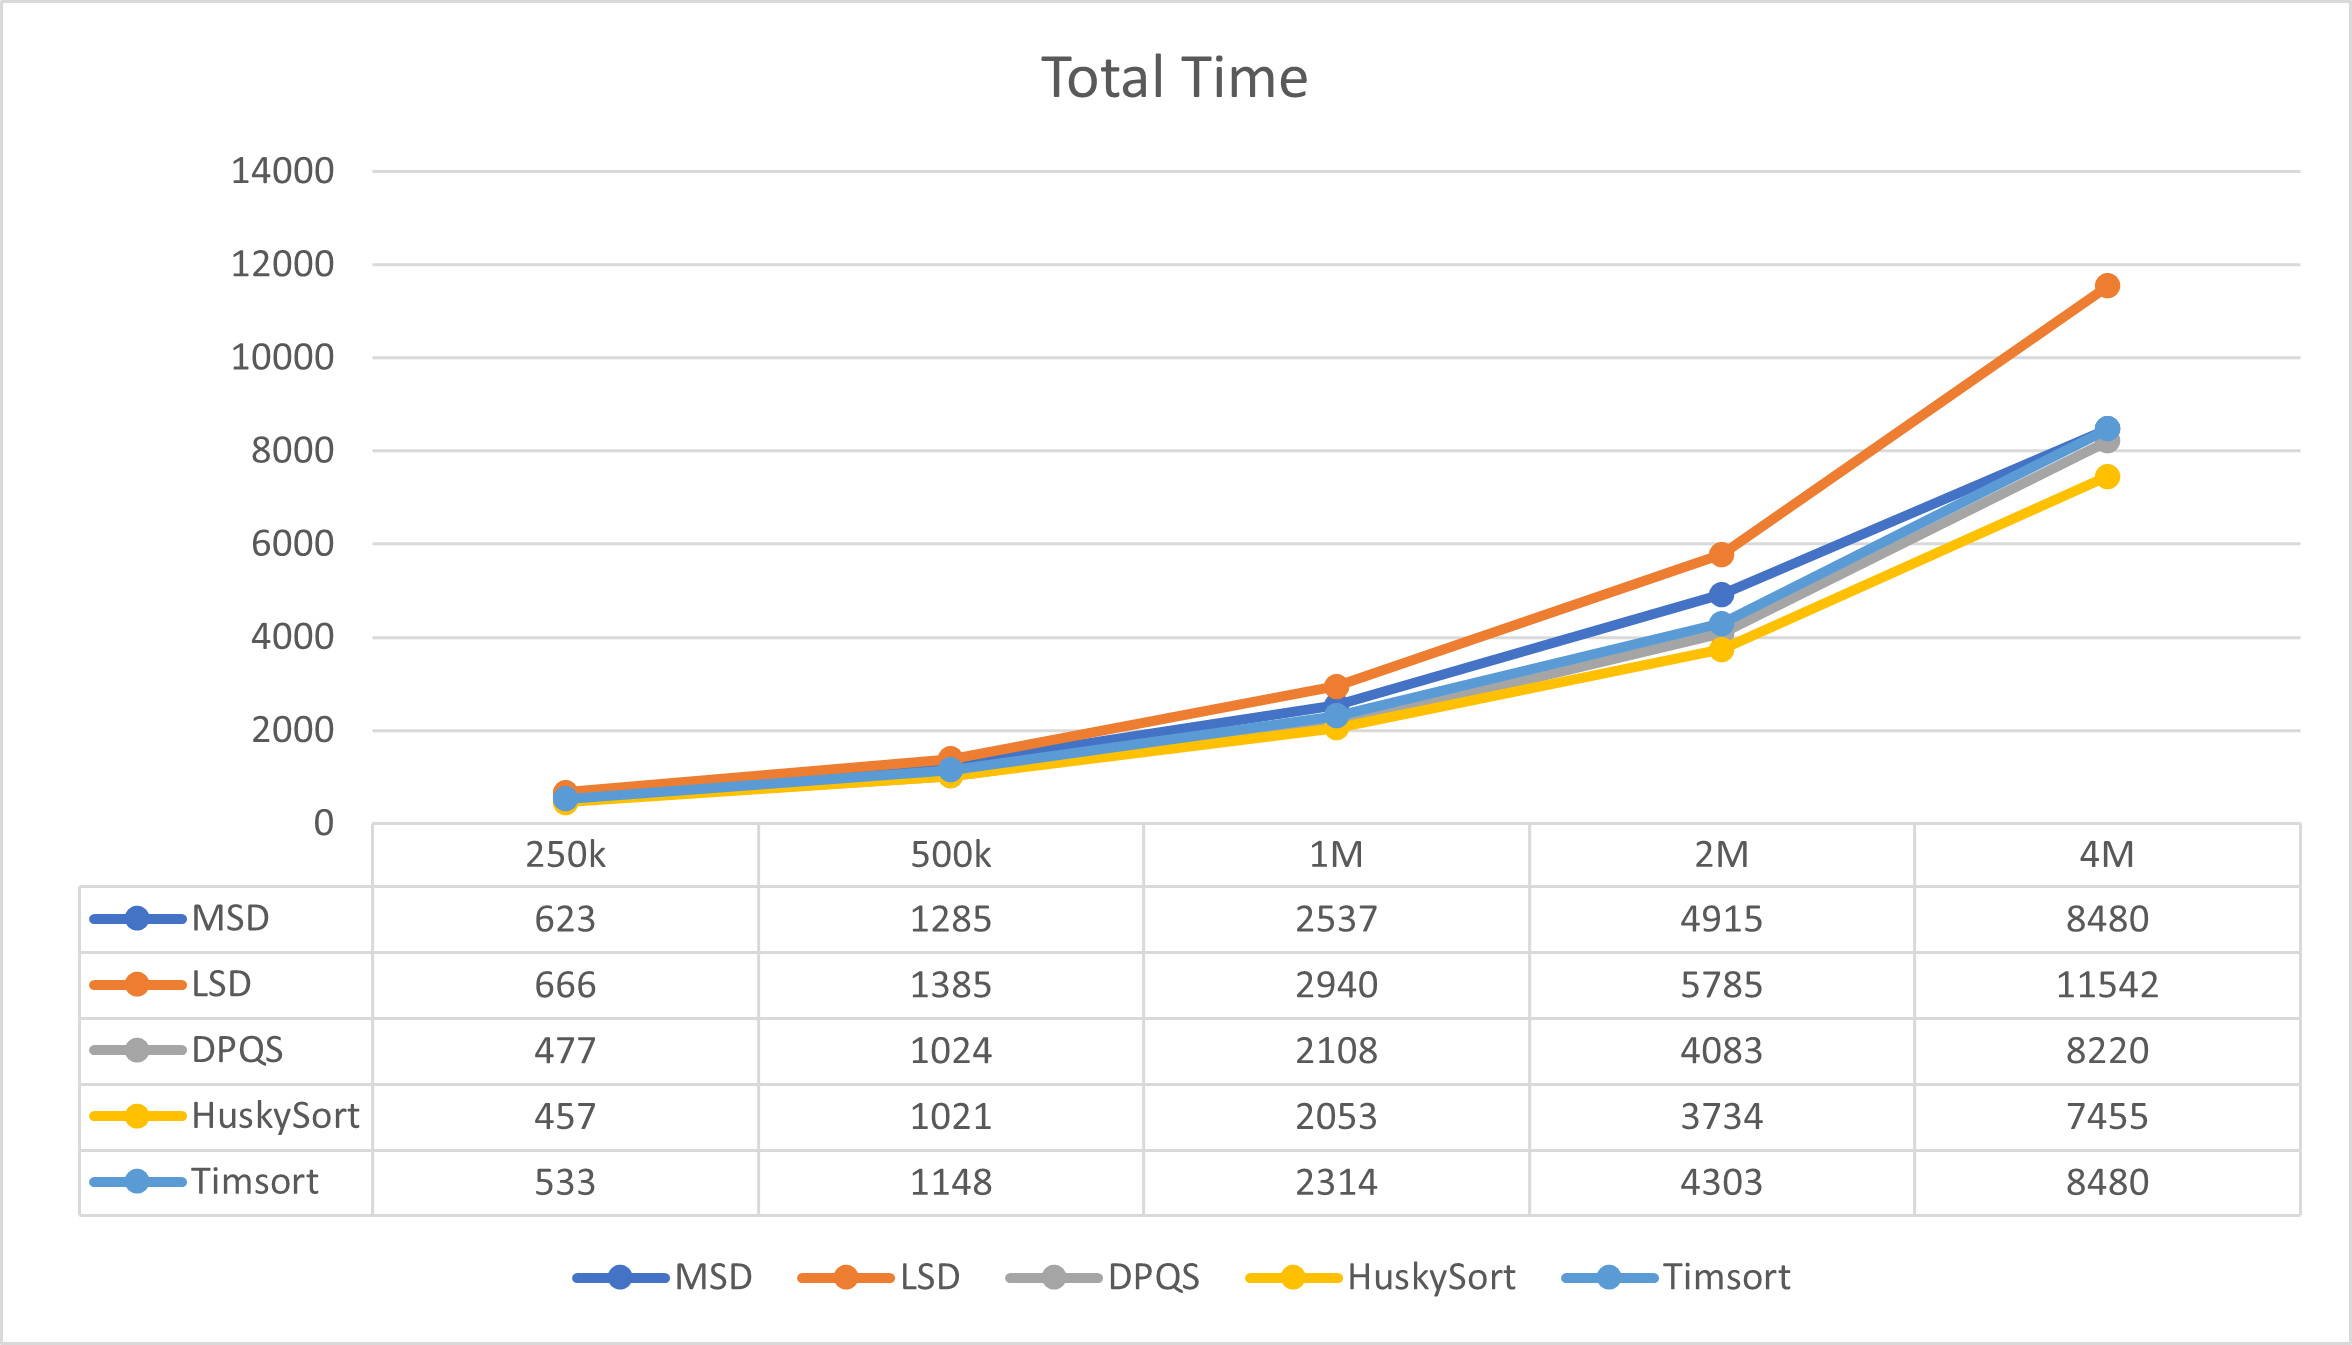 Total Time
14000
12000
10000
8000
6000
4000
2000
0
250k 500k 1M 2M 4M
MSD 623 1285 2537 4915 8480
LSD 666 1385 2940 5785 11542
DPQS 477 1024 2108 4083 8220
HuskySort 457 1021 2053 3734 7455
Timsort 533 1148 2314 4303 8480
MSD LSD DPQS HuskySort Timsort